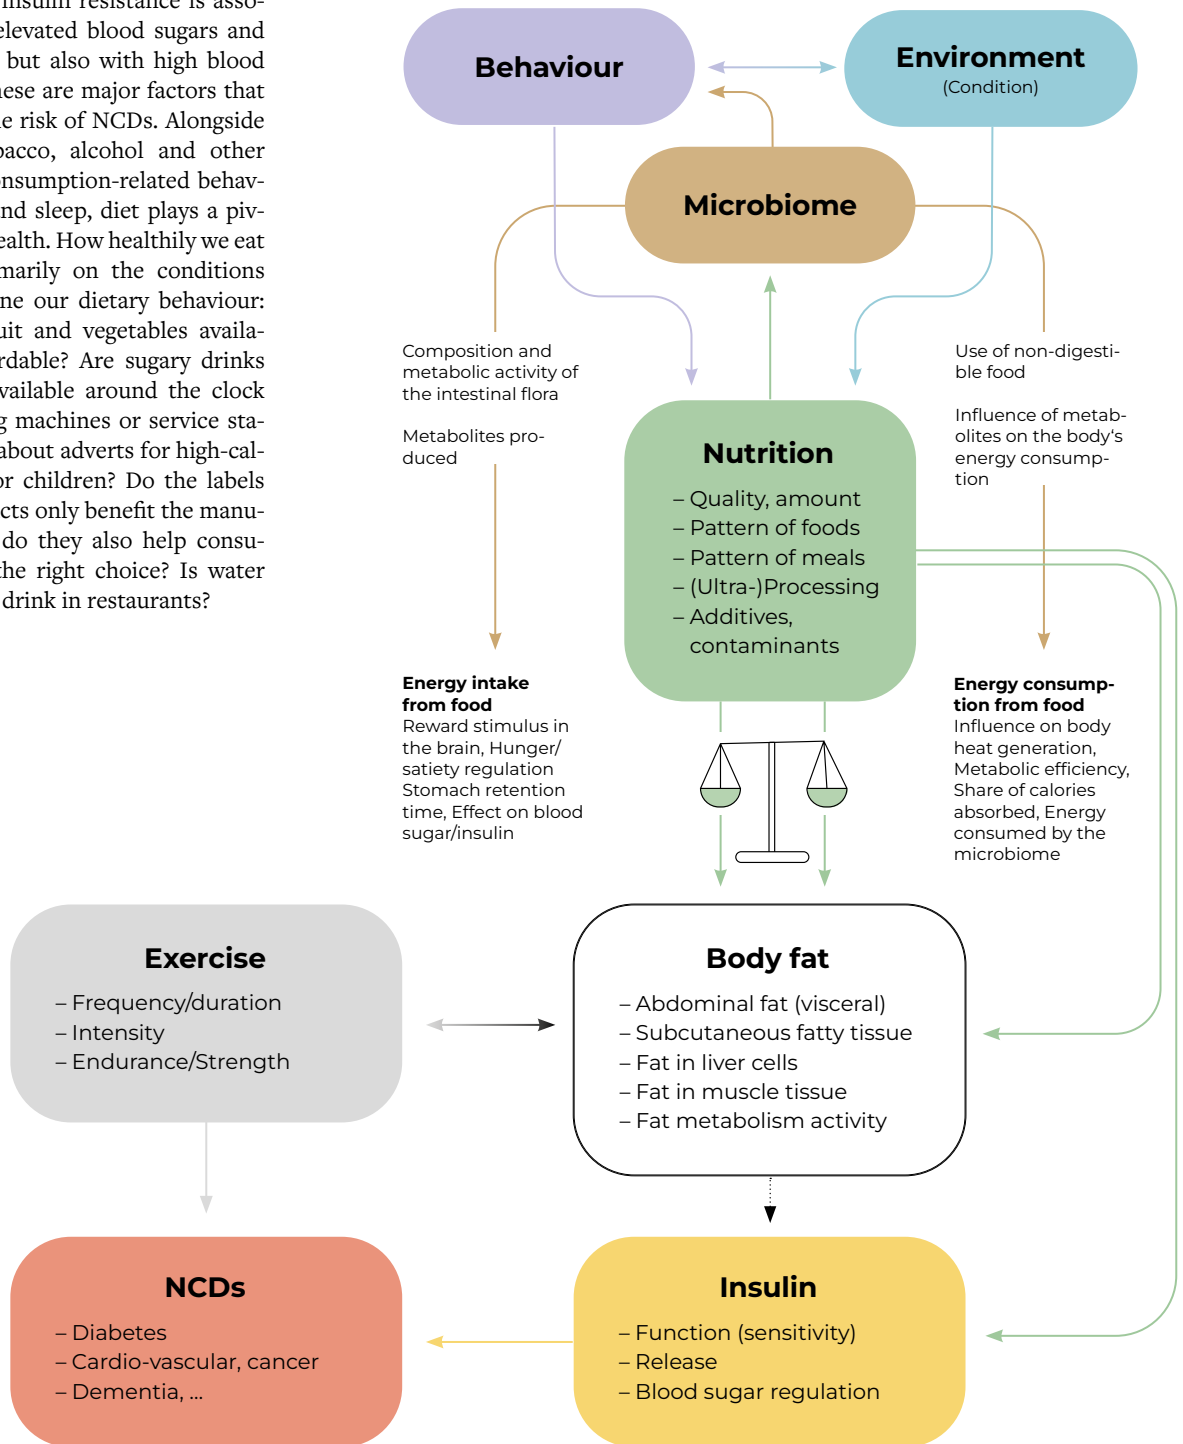 insulin resistance is asso-
elevated blood sugars and
but also with high blood
hese are major factors that
e risk of NCDs. Alongside
bacco, alcohol and other
onsumption-related behav-
nd sleep, diet plays a piv-
ealth. How healthily we eat
marily on the conditions
ne our dietary behaviour:
uit and vegetables availa-
rdable? Are sugary drinks
vailable around the clock
g machines or service sta-
about adverts for high-cal-
or children? Do the labels
cts only benefit the manu-
do they also help consu-
the right choice? Is water
drink in restaurants?
Behaviour
Environment
(Condition)
Microbiome
Composition and
metabolic activity of
the intestinal flora
Metabolites pro-
duced
Use of non-digesti-
ble food
Influence of metab-
olites on the body‘s
energy consump-
tion
Nutrition
– Quality, amount
– Pattern of foods
– Pattern of meals
– (Ultra-)Processing
– Additives,
contaminants
Energy intake
from food
Reward stimulus in
the brain, Hunger/
satiety regulation
Stomach retention
time, Effect on blood
sugar/insulin
Energy consump-
tion from food
Influence on body
heat generation,
Metabolic efficiency,
Share of calories
absorbed, Energy
consumed by the
microbiome
Exercise
– Frequency/duration
– Intensity
– Endurance/Strength
Body fat
– Abdominal fat (visceral)
– Subcutaneous fatty tissue
– Fat in liver cells
– Fat in muscle tissue
– Fat metabolism activity
NCDs
– Diabetes
– Cardio-vascular, cancer
– Dementia, ...
Insulin
– Function (sensitivity)
– Release
– Blood sugar regulation